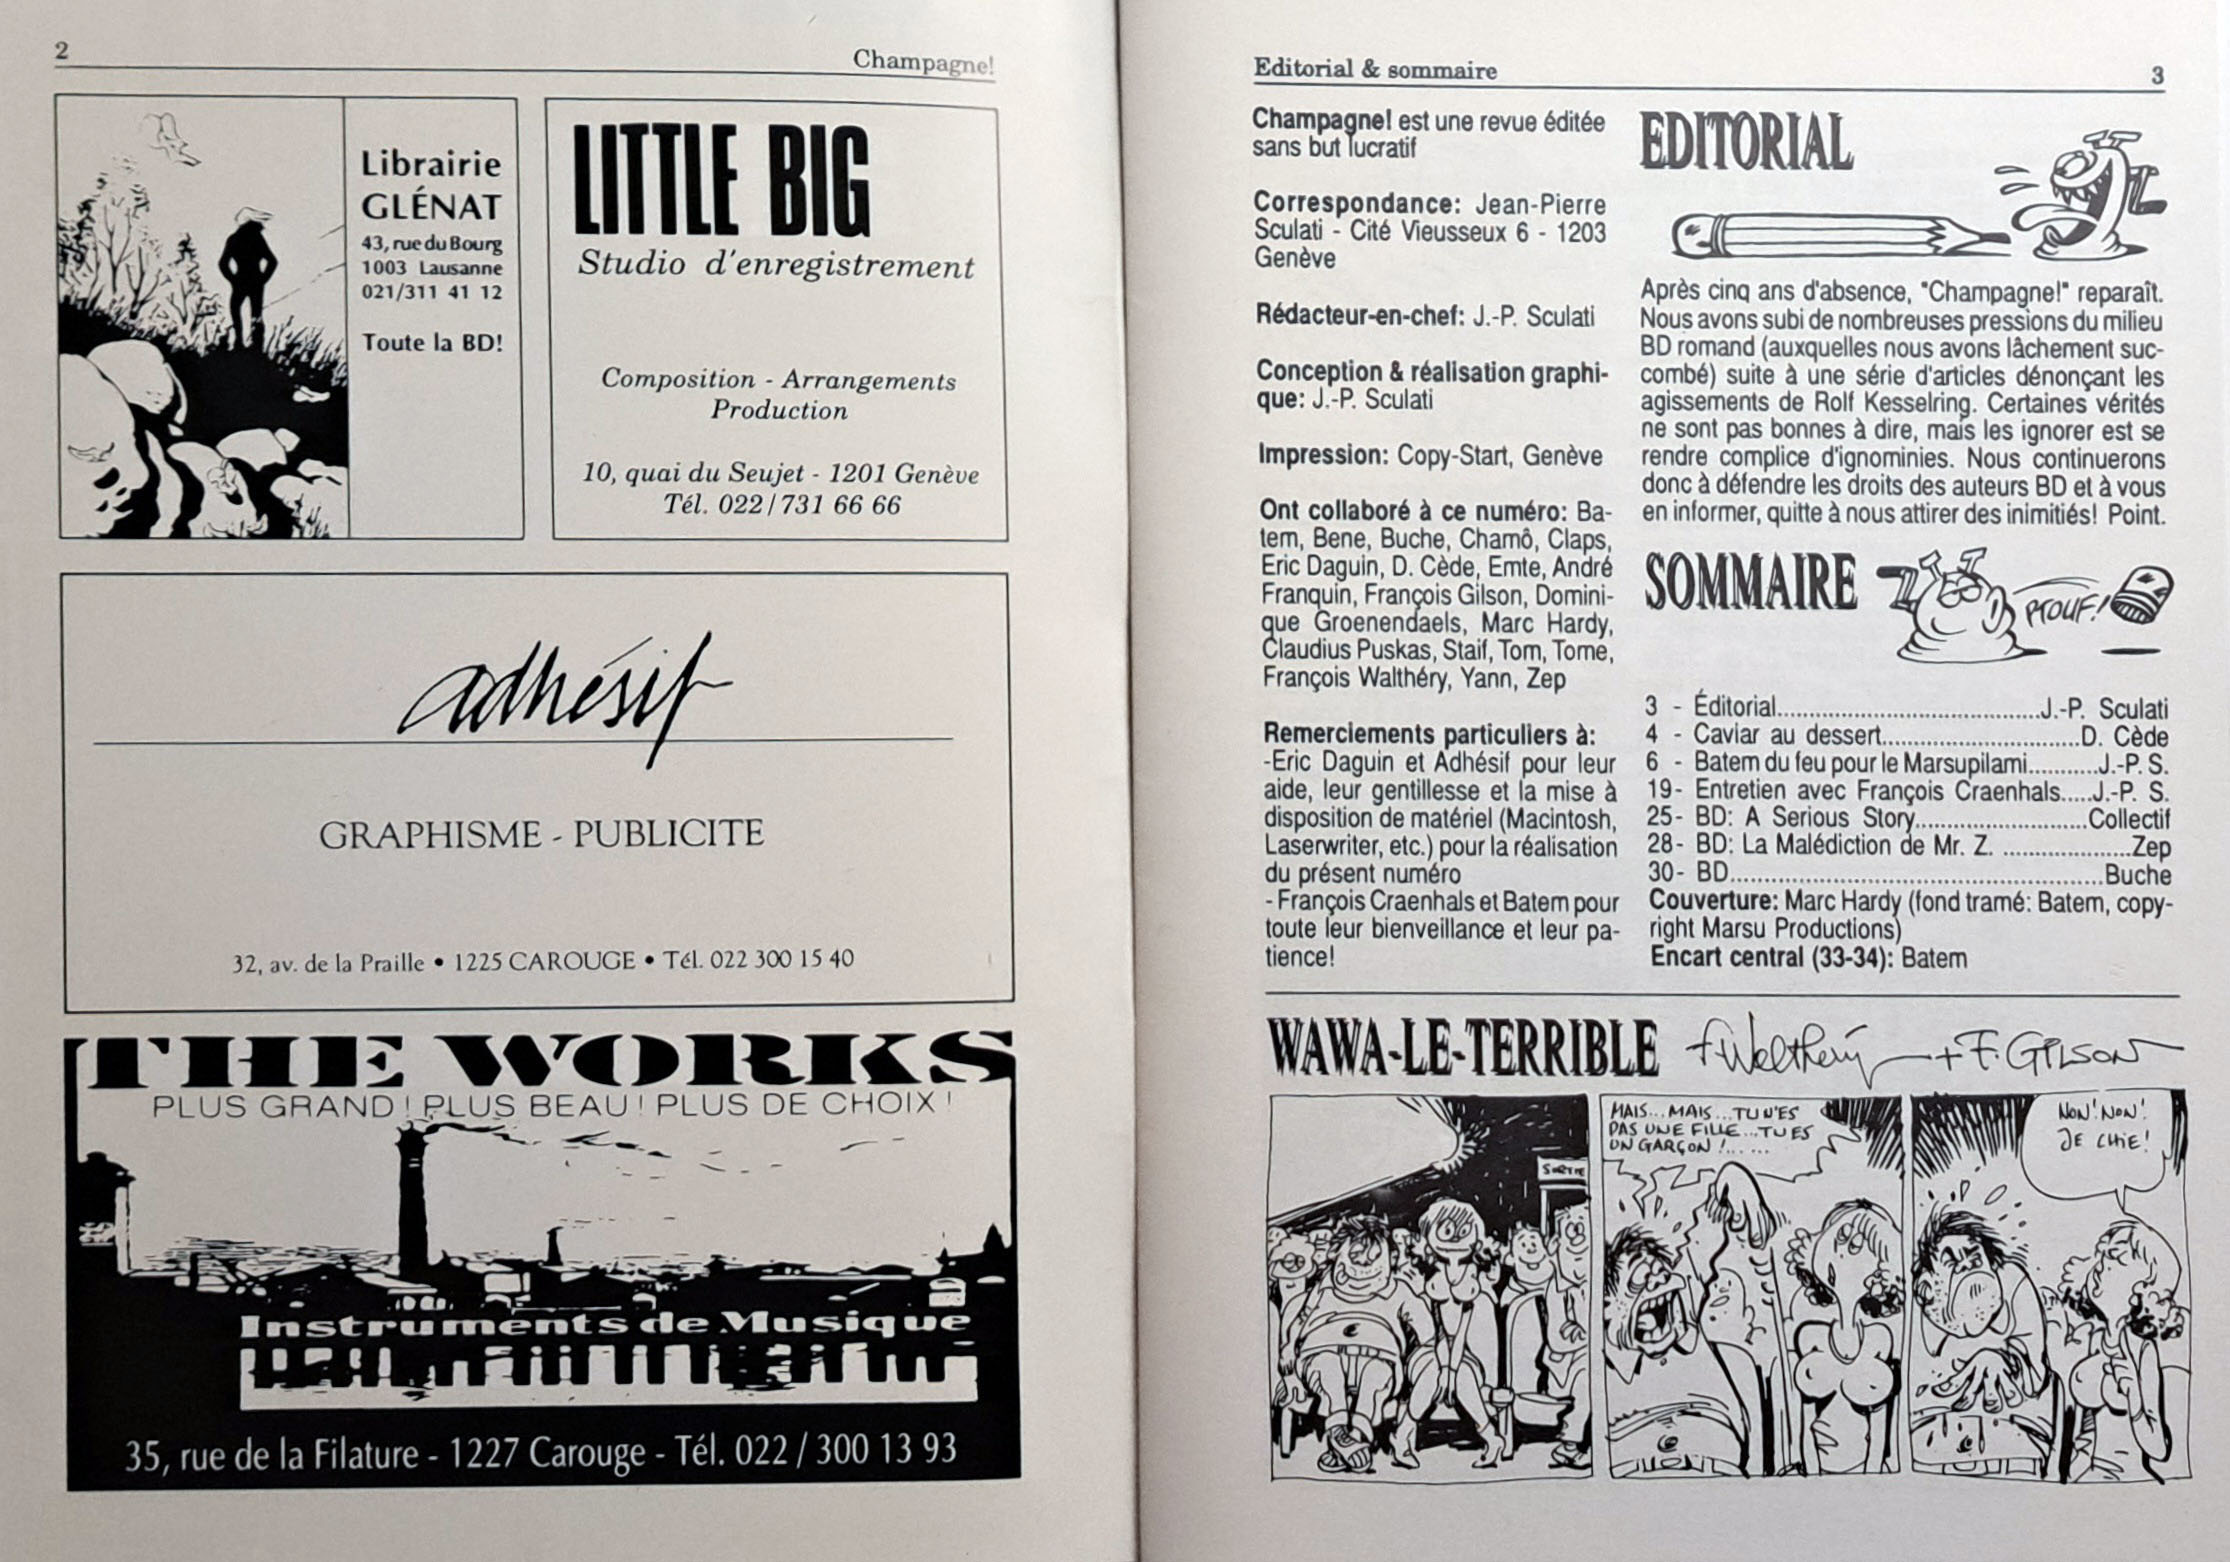 2
Champagne!
Librairie
GLÉNAT
43, rue du Bourg
1003 Lausanne
021/311 41 12
Toute la BD!
LITTLE BIG
Studio d'enregistrement
Composition - Arrangements
Production
10, quai du Seujet - 1201 Genève
Tél. 022/731 66 66
adhésif
GRAPHISME - PUBLICITE
32, av. de la Praille • 1225 CAROUGE • Tél. 022 300 15 40
THE WORKS
PLUS GRAND! PLUS BEAU! PLUS DE CHOIX!
Instruments de Musique
35, rue de la Filature - 1227 Carouge - Tél. 022 / 300 13 93
Editorial & sommaire
3
Champagne! est une revue éditée
sans but lucratif
Correspondance: Jean-Pierre
Sculati - Cité Vieusseux 6 - 1203
Genève
Rédacteur-en-chef: J.-P. Sculati
Conception & réalisation graphi-
que: J.-P. Sculati
Impression: Copy-Start, Genève
Ont collaboré à ce numéro: Ba-
tem, Bene, Buche, Chamô, Claps,
Eric Daguin, D. Cède, Emte, André
Franquin, François Gilson, Domini-
que Groenendaels, Marc Hardy,
Claudius Puskas, Staif, Tom, Tome,
François Walthéry, Yann, Zep
Remerciements particuliers à:
-Eric Daguin et Adhésif pour leur
aide, leur gentillesse et la mise à
disposition de matériel (Macintosh,
Laserwriter, etc.) pour la réalisation
du présent numéro
- François Craenhals et Batem pour
toute leur bienveillance et leur pa-
tience!
EDITORIAL
Après cinq ans d'absence, "Champagne!" reparaît.
Nous avons subi de nombreuses pressions du milieu
BD romand (auxquelles nous avons lâchement suc-
combé) suite à une série d'articles dénonçant les
agissements de Rolf Kesselring. Certaines vérités
ne sont pas bonnes à dire, mais les ignorer est se
rendre complice d'ignominies. Nous continuerons
donc à défendre les droits des auteurs BD et à vous
en informer, quitte à nous attirer des inimitiés! Point.
SOMMAIRE
PTOUF!
3 - Éditorial......................................J.-P. Sculati
4 - Caviar au dessert.............................D. Cède
6 - Batem du feu pour le Marsupilami...........J.-P. S.
19- Entretien avec François Craenhals.....J.-P. S.
25- BD: A Serious Story.........................Collectif
28- BD: La Malédiction de Mr. Z. ...................Zep
30- BD......................................................Buche
Couverture: Marc Hardy (fond tramé: Batem, copy-
right Marsu Productions)
Encart central (33-34): Batem
WAWA-LE-TERRIBLE F. Walthéry + F. GILSON
SORTIE
MAIS... MAIS... TU N'ES
PAS UNE FILLE... TU ES
UN GARÇON !......
NON! NON!
JE CHIE!